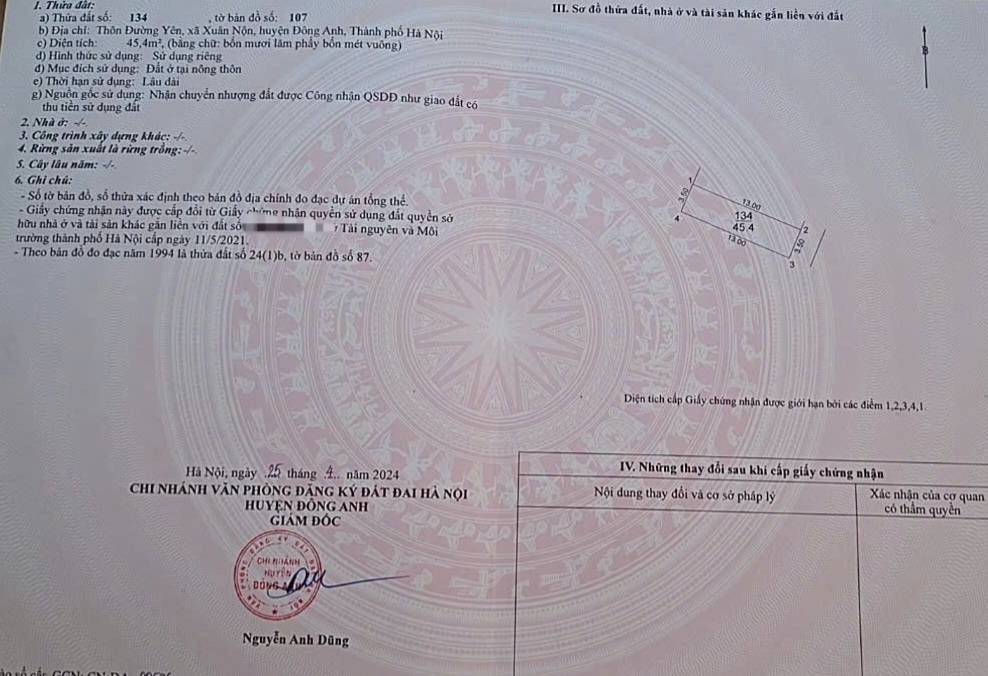 1. Thửa đất:
a) Thửa đất số: 134 , tờ bản đồ số: 107
b) Địa chỉ: Thôn Đường Yên, xã Xuân Nộn, huyện Đông Anh, Thành phố Hà Nội
c) Diện tích: 45,4m², (bằng chữ: bốn mươi lăm phẩy bốn mét vuông)
d) Hình thức sử dụng: Sử dụng riêng
đ) Mục đích sử dụng: Đất ở tại nông thôn
e) Thời hạn sử dụng: Lâu dài
g) Nguồn gốc sử dụng: Nhận chuyển nhượng đất được Công nhận QSDĐ như giao đất có
thu tiền sử dụng đất
2. Nhà ở: -/-
3. Công trình xây dựng khác: -/-
4. Rừng sản xuất là rừng trồng: -/-
5. Cây lâu năm: -/-
6. Ghi chú:
- Số tờ bản đồ, số thửa xác định theo bản đồ địa chính đo đạc dự án tổng thể.
- Giấy chứng nhận này được cấp đổi từ Giấy chứng nhận quyền sử dụng đất quyền sở
hữu nhà ở và tài sản khác gắn liền với đất số Tài nguyên và Môi
trường thành phố Hà Nội cấp ngày 11/5/2021.
- Theo bản đồ đo đạc năm 1994 là thửa đất số 24(1)b, tờ bản đồ số 87.
III. Sơ đồ thửa đất, nhà ở và tài sản khác gắn liền với đất
B
1
13.00
3.50
134
45.4
2
4
13.00
3.50
3
Diện tích cấp Giấy chứng nhận được giới hạn bởi các điểm 1,2,3,4,1.
Hà Nội, ngày 25 tháng 4 năm 2024
CHI NHÁNH VĂN PHÒNG ĐĂNG KÝ ĐẤT ĐAI HÀ NỘI
HUYỆN ĐÔNG ANH
GIÁM ĐỐC
CHI NHÁNH
HUYỆN
ĐÔNG
Nguyễn Anh Dũng
IV. Những thay đổi sau khi cấp giấy chứng nhận
Nội dung thay đổi và cơ sở pháp lý
Xác nhận của cơ quan
có thẩm quyền